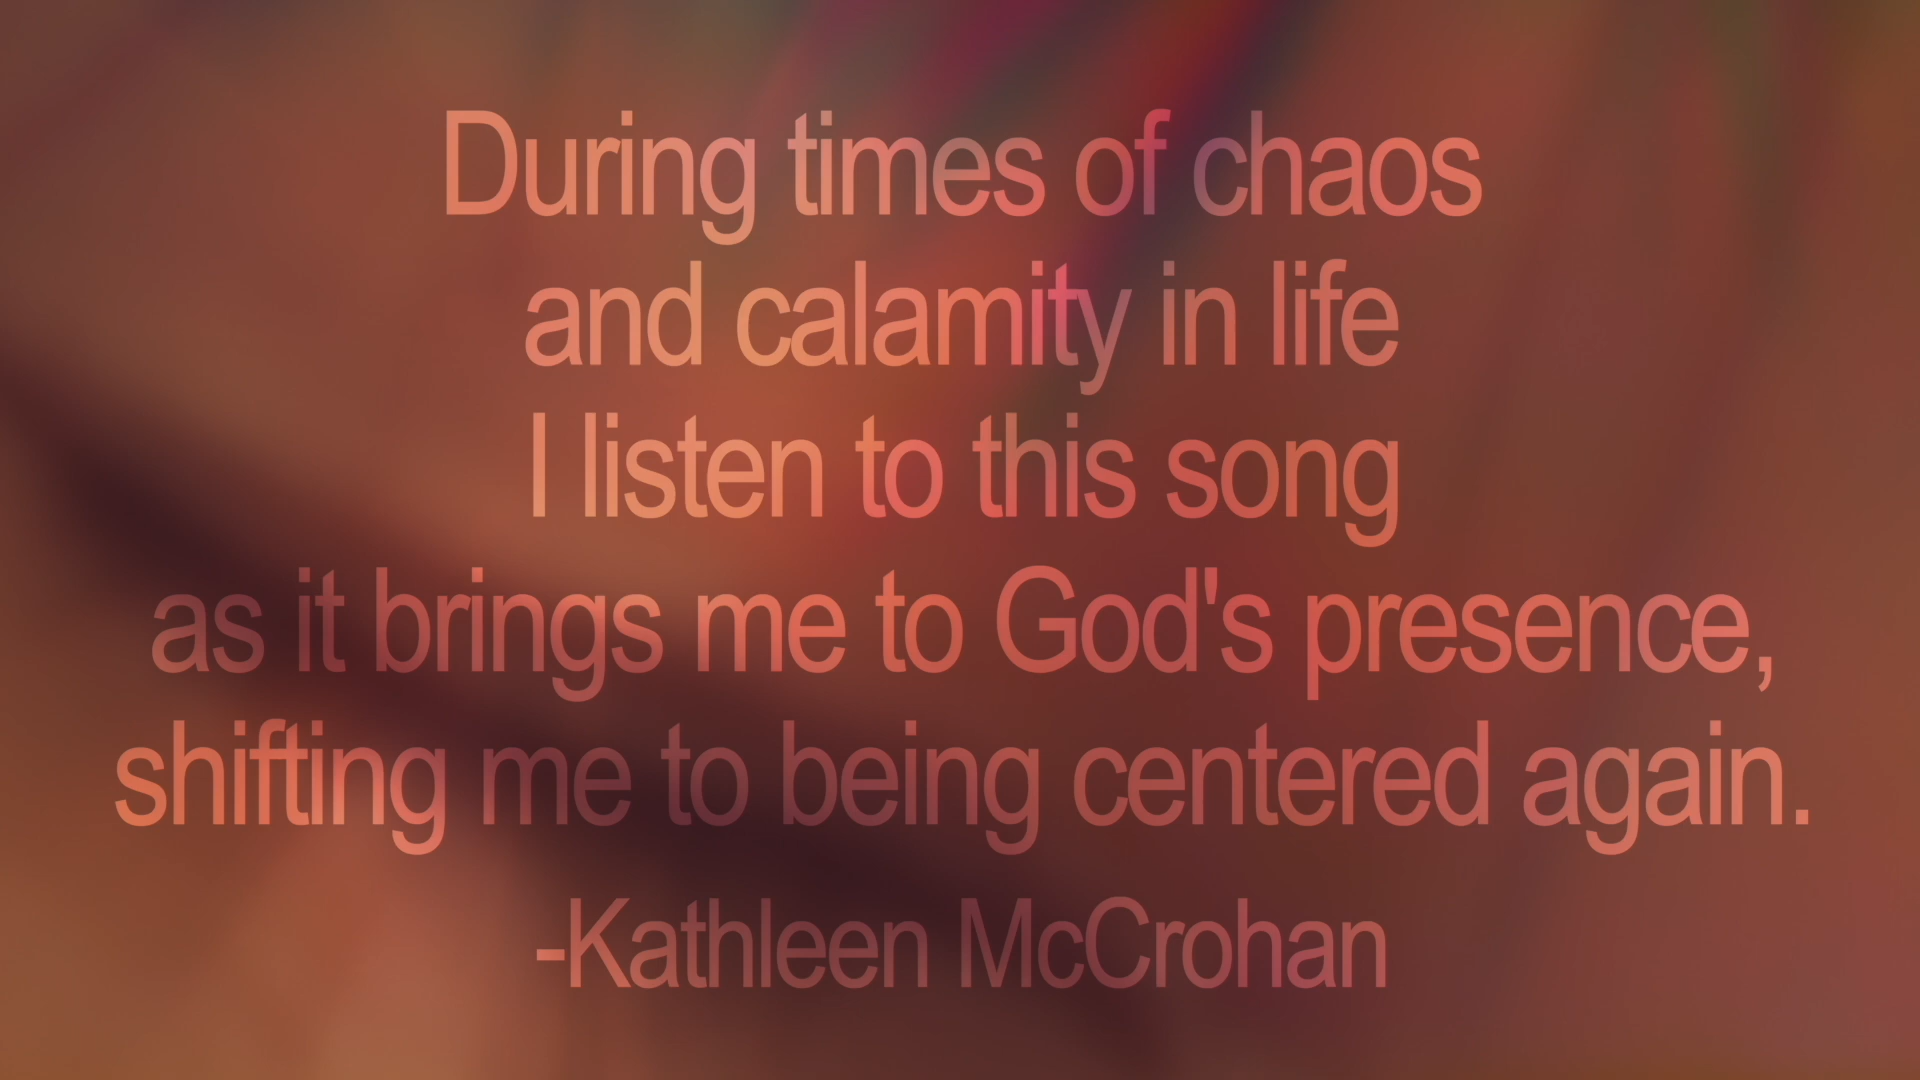 During times of chaos
and calamity in life
I listen to this song
as it brings me to God's presence,
shifting me to being centered again.
-Kathleen McCrohan